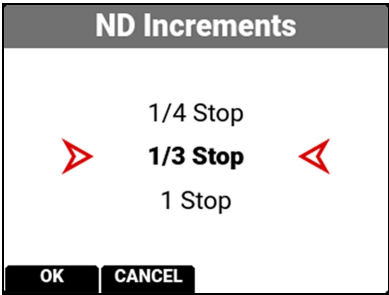 ND Increments
1/4 Stop
1/3 Stop
1 Stop
OK CANCEL